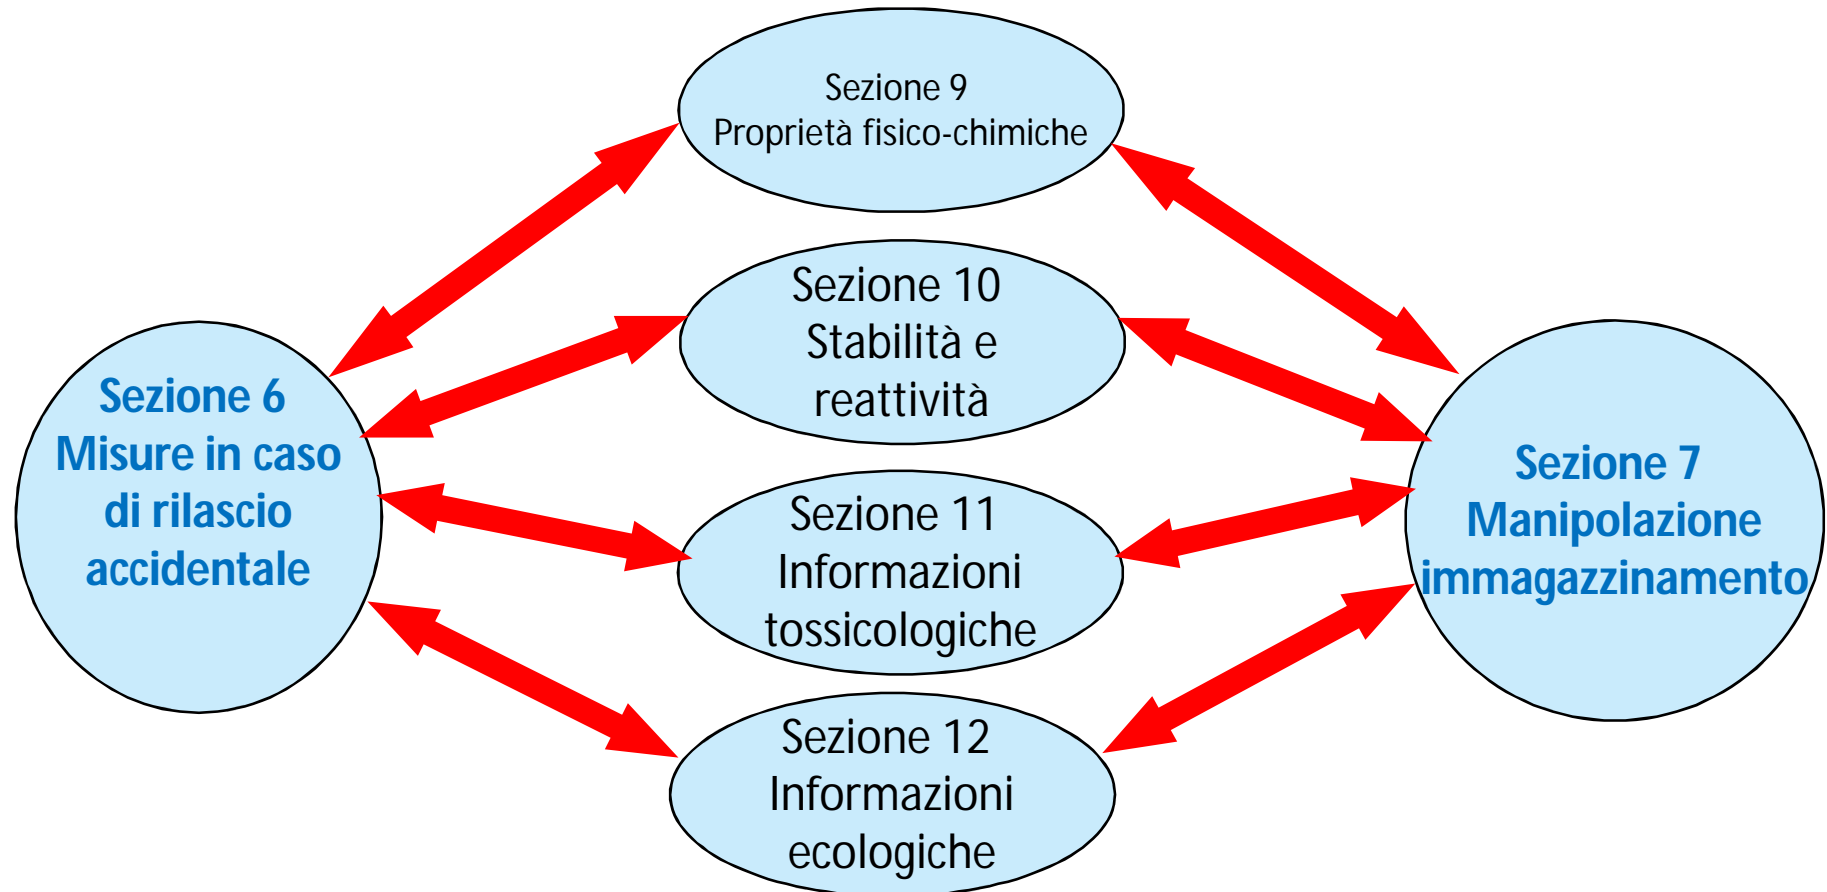 Sezione 9
Proprietà fisico-chimiche
Sezione 10
Stabilità e
reattività
Sezione 6
Misure in caso
di rilascio
accidentale
Sezione 7
Manipolazione
immagazzinamento
Sezione 11
Informazioni
tossicologiche
Sezione 12
Informazioni
ecologiche